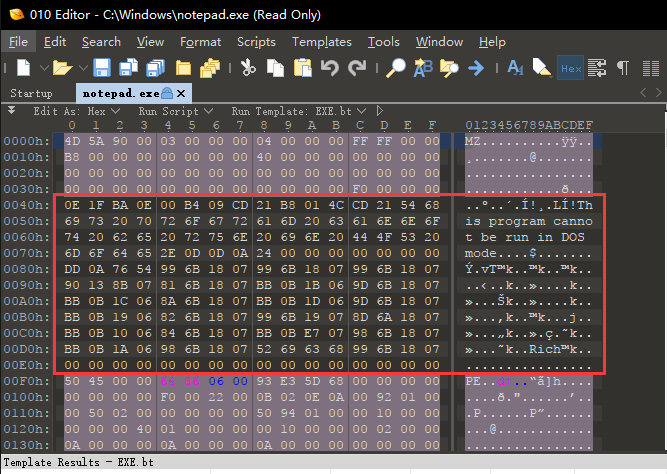 010 Editor - C:\Windows\notepad.exe (Read Only)
File Edit Search View Format Scripts Templates Tools Window Help
Startup notepad.exe
Edit As: Hex Run Script Run Template: EXE.bt
0 1 2 3 4 5 6 7 8 9 A B C D E F 0123456789ABCDEF
0000h: 4D 5A 90 00 03 00 00 00 04 00 00 00 FF FF 00 00 MZ..........ÿÿ..
0010h: B8 00 00 00 00 00 00 00 40 00 00 00 00 00 00 00 ¸.......@.......
0020h: 00 00 00 00 00 00 00 00 00 00 00 00 00 00 00 00 ................
0030h: 00 00 00 00 00 00 00 00 00 00 00 00 F0 00 00 00 ............ð...
0040h: 0E 1F BA 0E 00 B4 09 CD 21 B8 01 4C CD 21 54 68 ..º..´.Í!¸.LÍ!Th
0050h: 69 73 20 70 72 6F 67 72 61 6D 20 63 61 6E 6E 6F is program canno
0060h: 74 20 62 65 20 72 75 6E 20 69 6E 20 44 4F 53 20 t be run in DOS
0070h: 6D 6F 64 65 2E 0D 0D 0A 24 00 00 00 00 00 00 00 mode....$.......
0080h: DD 0A 76 54 99 6B 18 07 99 6B 18 07 99 6B 18 07 Ý.vT™k..™k..™k..
0090h: 90 13 8B 07 81 6B 18 07 BB 0B 1B 06 9D 6B 18 07 ..‹..k..»....k..
00A0h: BB 0B 1C 06 8A 6B 18 07 BB 0B 1D 06 9D 6B 18 07 »...Šk..»....k..
00B0h: BB 0B 19 06 82 6B 18 07 99 6B 19 07 8D 6A 18 07 »...‚k..™k...j..
00C0h: BB 0B 10 06 84 6B 18 07 BB 0B E7 07 98 6B 18 07 »...„k..».ç.˜k..
00D0h: BB 0B 1A 06 98 6B 18 07 52 69 63 68 99 6B 18 07 »...˜k..Rich™k..
00E0h: 00 00 00 00 00 00 00 00 00 00 00 00 00 00 00 00 ................
00F0h: 50 45 00 00 64 86 06 00 93 E3 5D 68 00 00 00 00 PE..d†..“ã]h....
0100h: 00 00 00 00 F0 00 22 00 0B 02 0E 0A 00 92 01 00 ....ð."......’..
0110h: 00 50 02 00 00 00 00 00 50 94 01 00 00 10 00 00 .P......P”......
0120h: 00 00 00 40 01 00 00 00 00 10 00 00 00 02 00 00 ...@............
0130h: 0A 00 00 00 0A 00 00 00 0A 00 00 00 00 00 00 00 ................
Template Results - EXE.bt